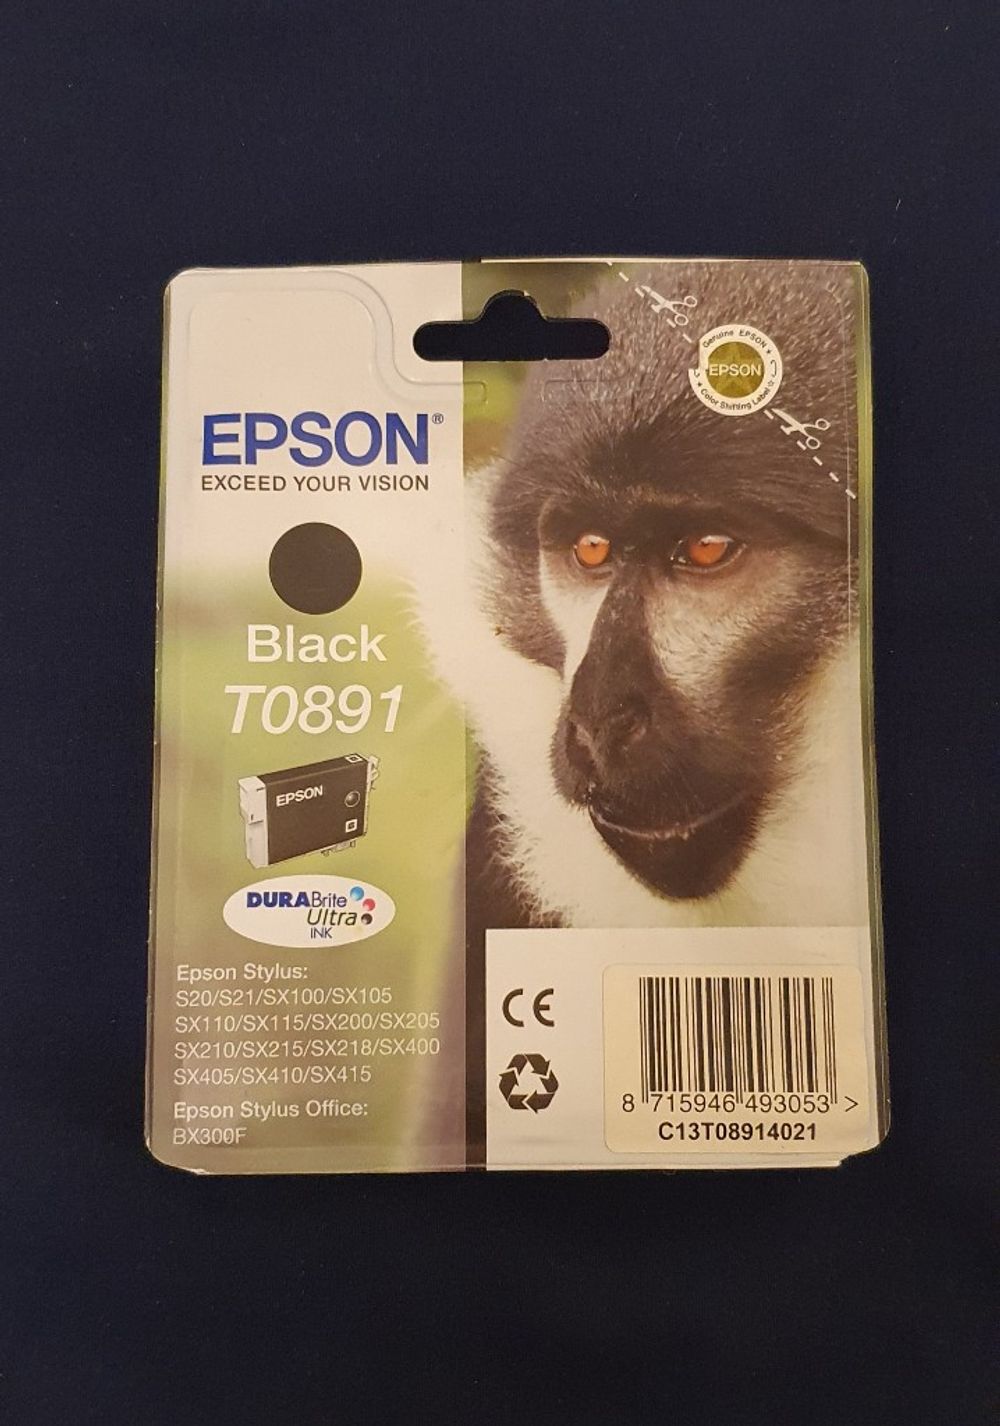 Genuine EPSON
EPSON
Color Shifting Label
EPSON®
EXCEED YOUR VISION
Black
T0891
EPSON
DURABrite
Ultra
INK
Epson Stylus:
S20/S21/SX100/SX105
SX110/SX115/SX200/SX205
SX210/SX215/SX218/SX400
SX405/SX410/SX415
Epson Stylus Office:
BX300F
CE
8 715946 493053 >
C13T08914021